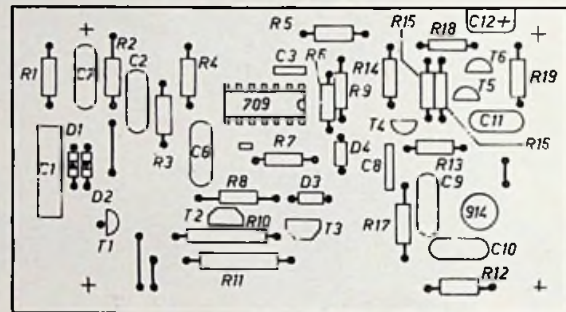 R5
R15
R18
C12+
R2
C2
R4
C3
R6
T6
R1
C7
R14
T5
R19
709
R9
C11
R3
C6
T4
D1
C1
R7
D4
C8
R13
R15
D2
R8
D3
C9
T1
T2
R10
T3
R17
914
C10
R11
R12